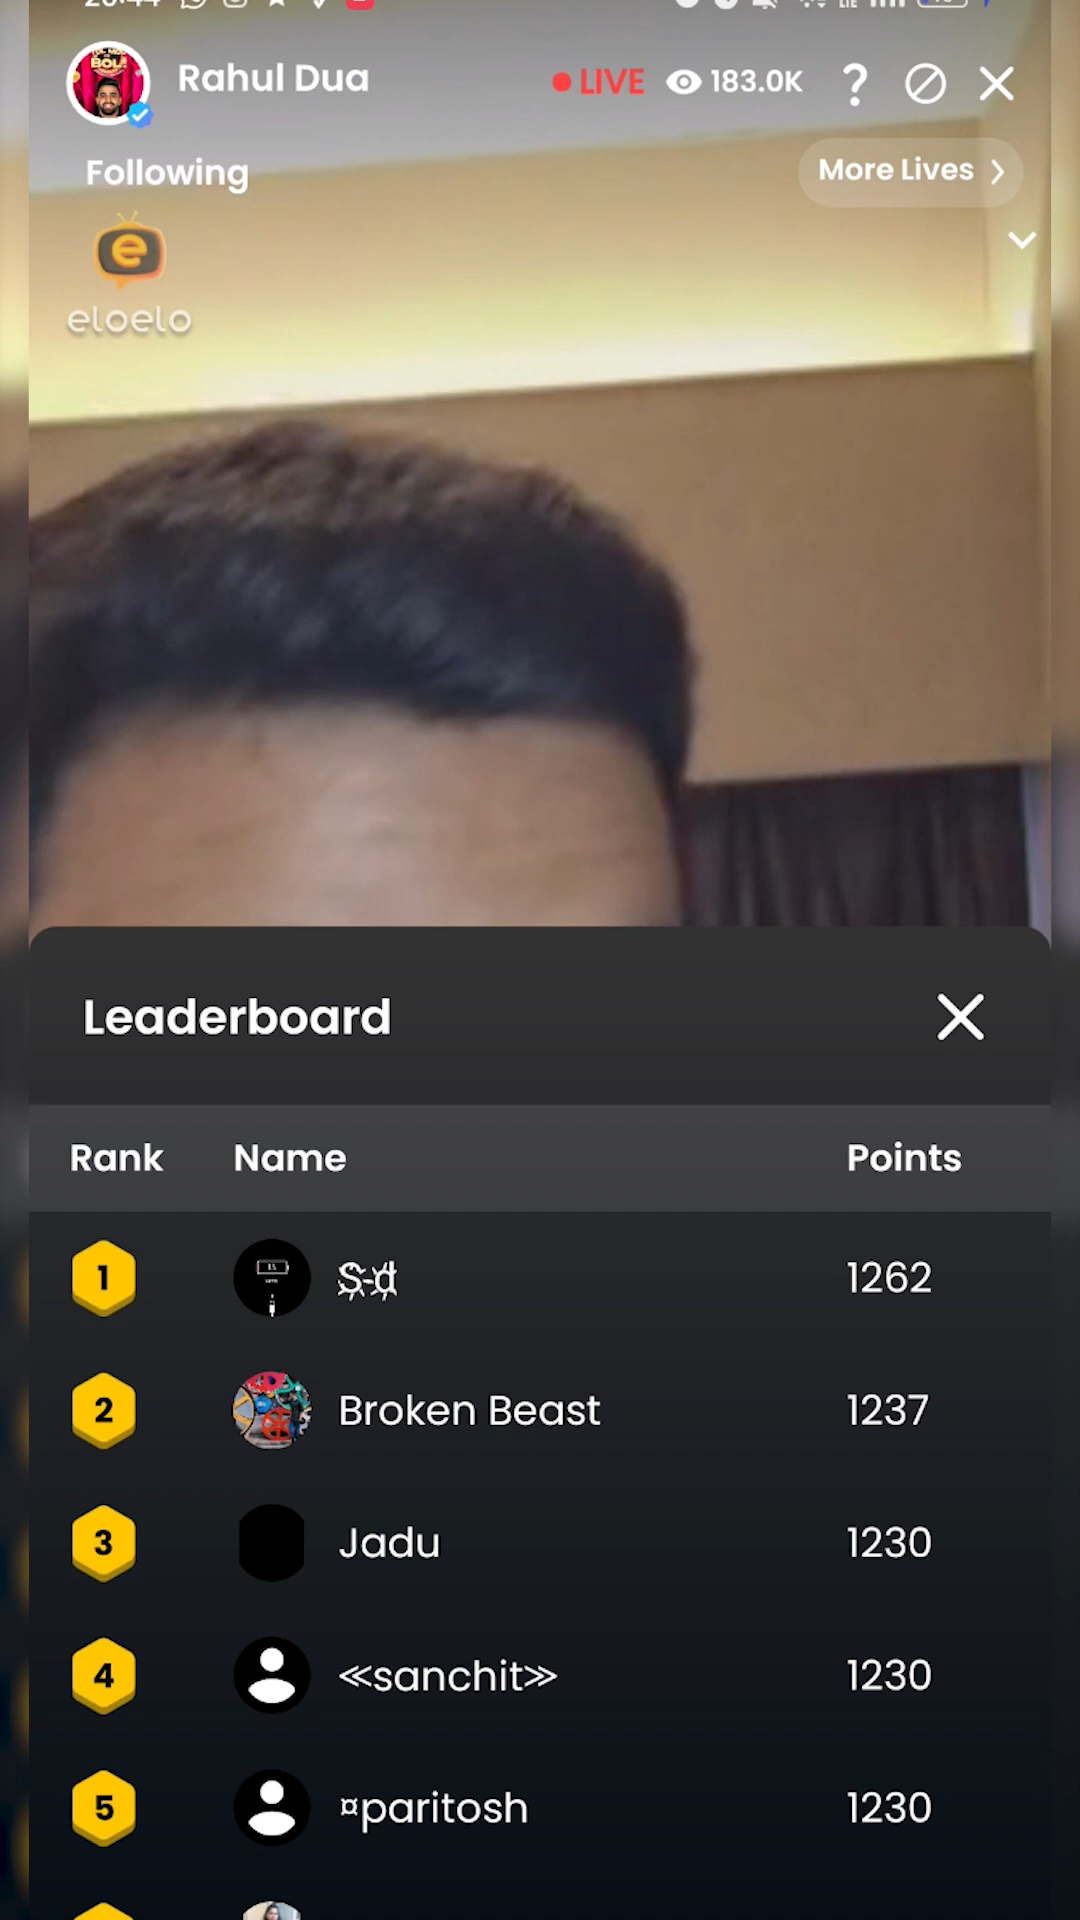 Rahul Dua
LIVE 183.0K
Following
More Lives
eloelo
Leaderboard
Rank Name Points
1 1262
2 Broken Beast 1237
3 Jadu 1230
4 ≪sanchit≫ 1230
5 ¤paritosh 1230